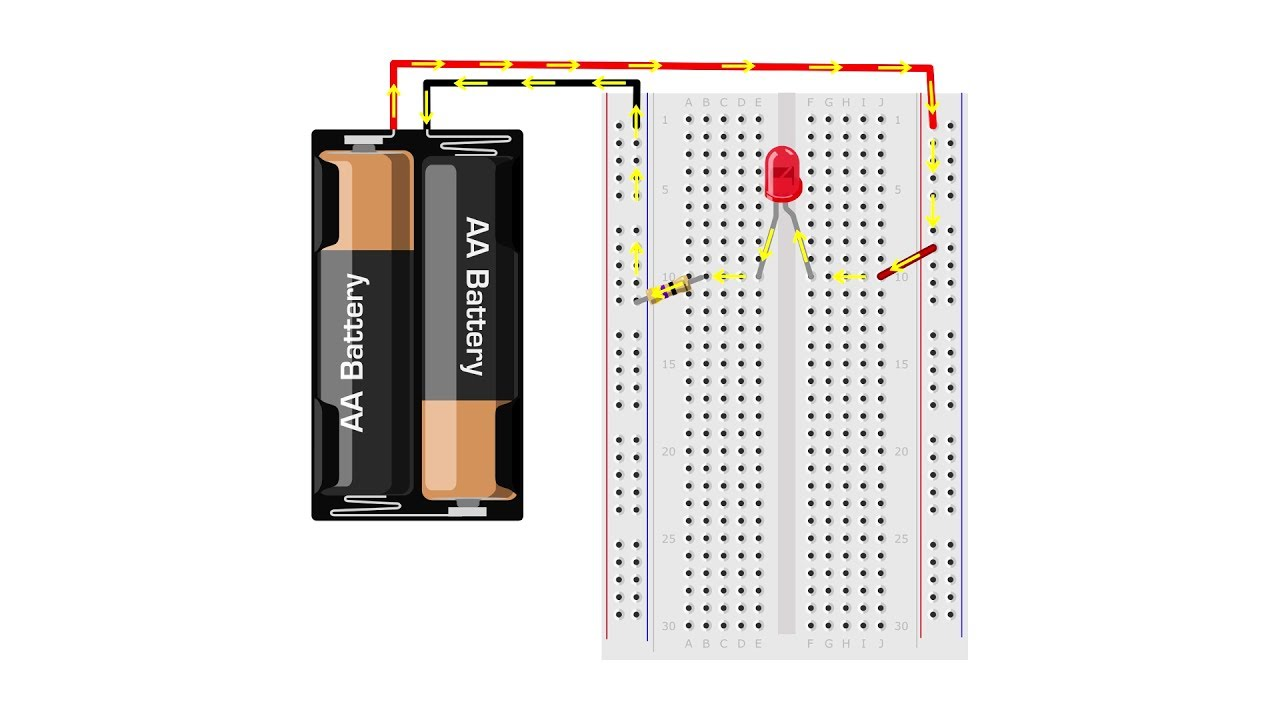 AA Battery
AA Battery
A B C D E F G H I J
1 1
5 5
10 10
15 15
20 20
25 25
30 30
A B C D E F G H I J